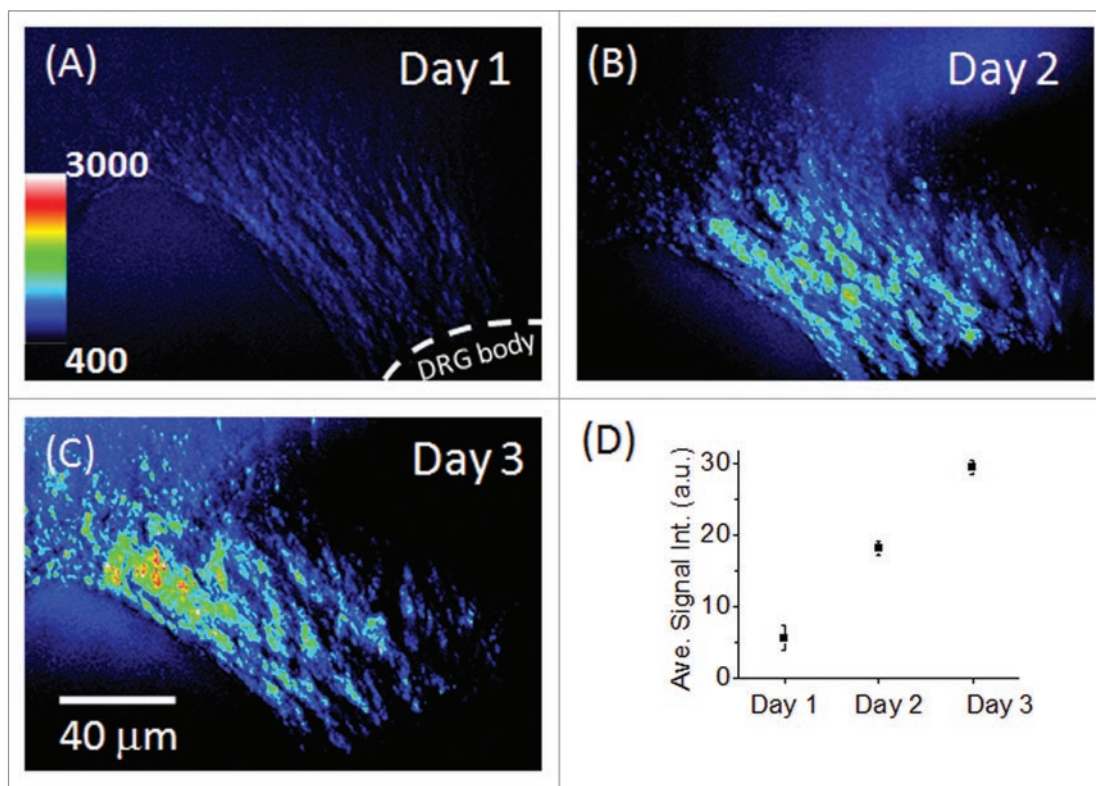 (A) Day 1
3000
400
DRG body
(B) Day 2
(C) Day 3
40 μm
(D)
Ave. Signal Int. (a.u.)
30
20
10
0
Day 1 Day 2 Day 3